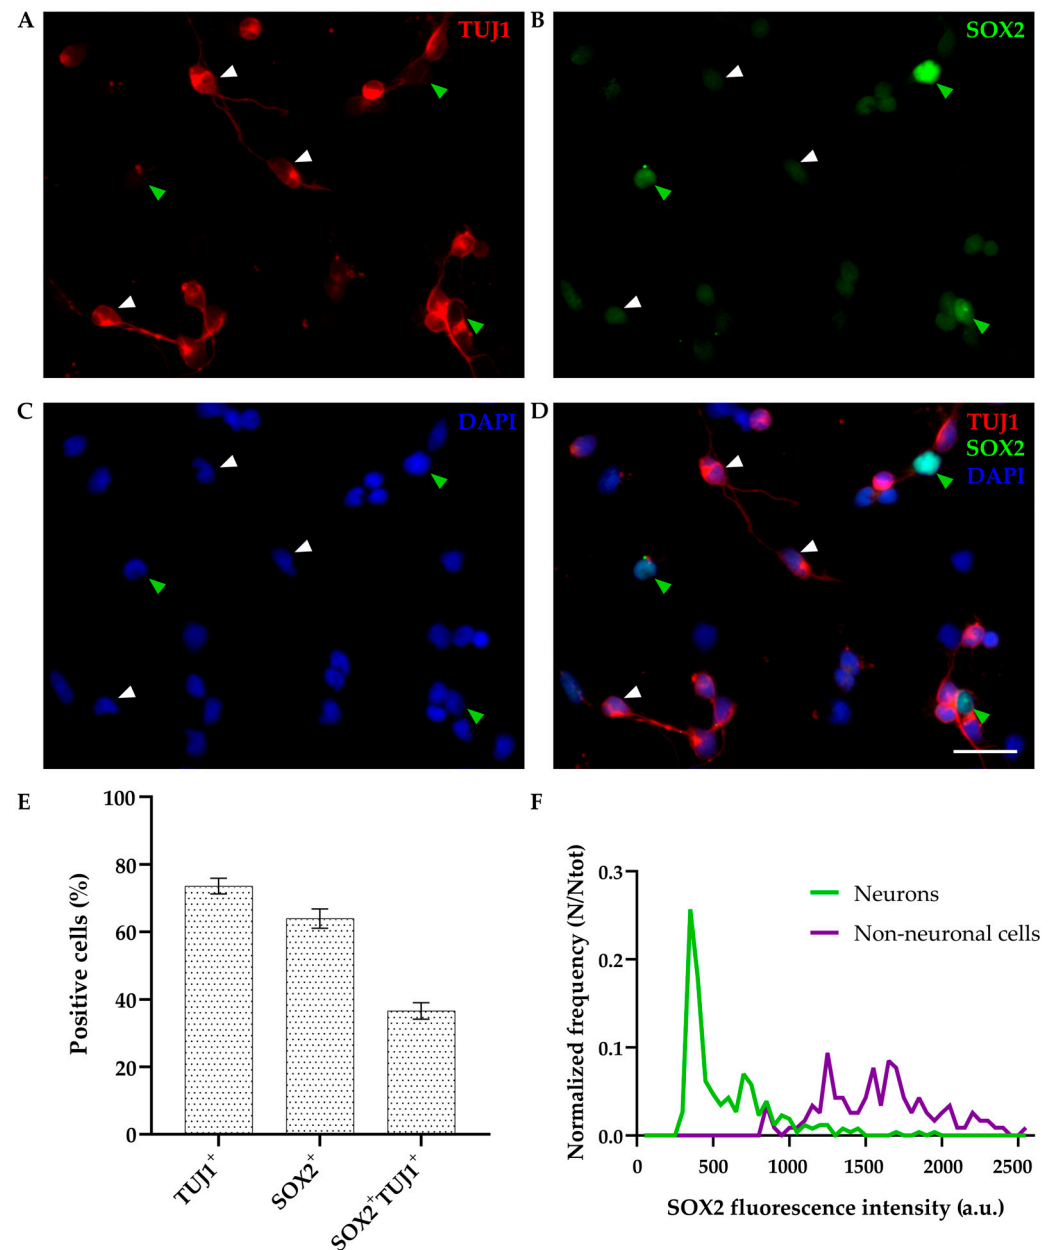 A
TUJ1
B
SOX2
C
DAPI
D
TUJ1
SOX2
DAPI
E
Positive cells (%)
100
80
60
40
20
0
TUJ1⁺
SOX2⁺
SOX2⁺TUJ1⁺
F
Normalized frequency (N/Ntot)
0.3
0.2
0.1
0.0
Neurons
Non-neuronal cells
0
500
1000
1500
2000
2500
SOX2 fluorescence intensity (a.u.)